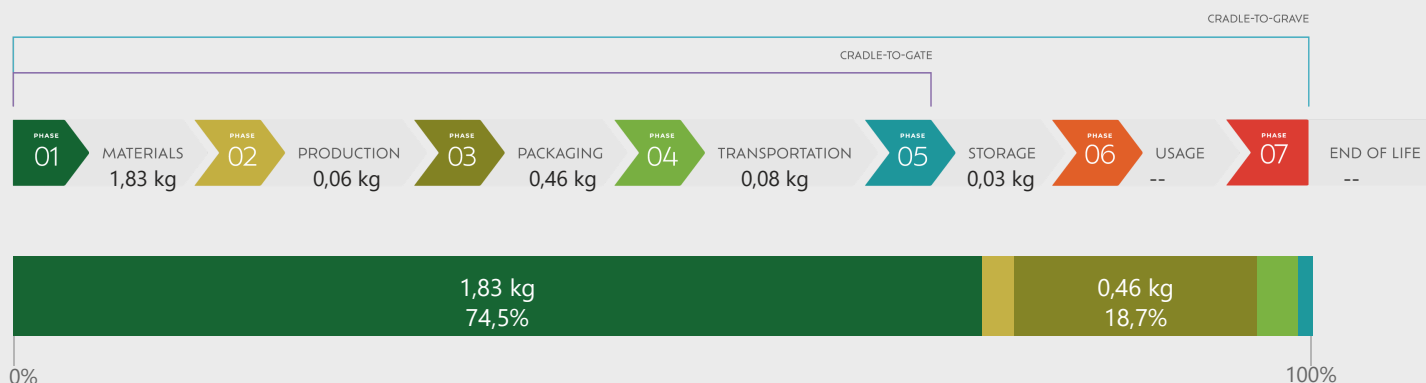 CRADLE-TO-GRAVE
CRADLE-TO-GATE
PHASE
01
MATERIALS
1,83 kg
PHASE
02
PRODUCTION
0,06 kg
PHASE
03
PACKAGING
0,46 kg
PHASE
04
TRANSPORTATION
0,08 kg
PHASE
05
STORAGE
0,03 kg
PHASE
06
USAGE
--
PHASE
07
END OF LIFE
--
1,83 kg
74,5%
0,46 kg
18,7%
0%
100%